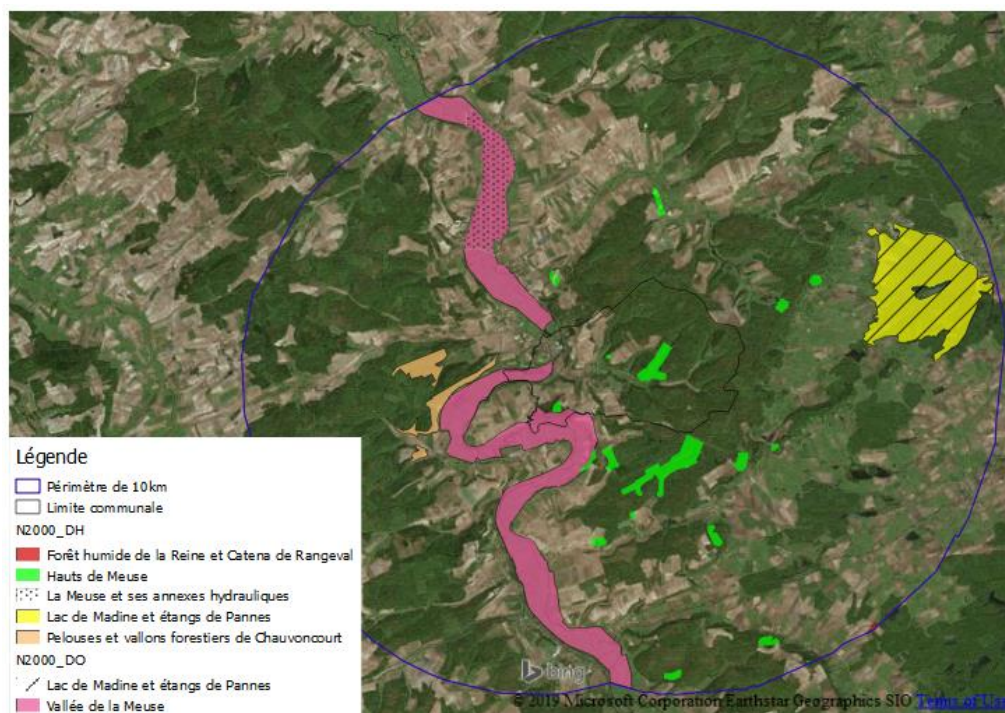 Légende
Périmètre de 10km
Limite communale
N2000_DH
Forêt humide de la Reine et Catena de Rangeval
Hauts de Meuse
La Meuse et ses annexes hydrauliques
Lac de Madine et étangs de Pannes
Pelouses et vallons forestiers de Chauvoncourt
N2000_DO
Lac de Madine et étangs de Pannes
Vallée de la Meuse
bing
© 2019 Microsoft Corporation Earthstar Geographics SIO Terms of Use